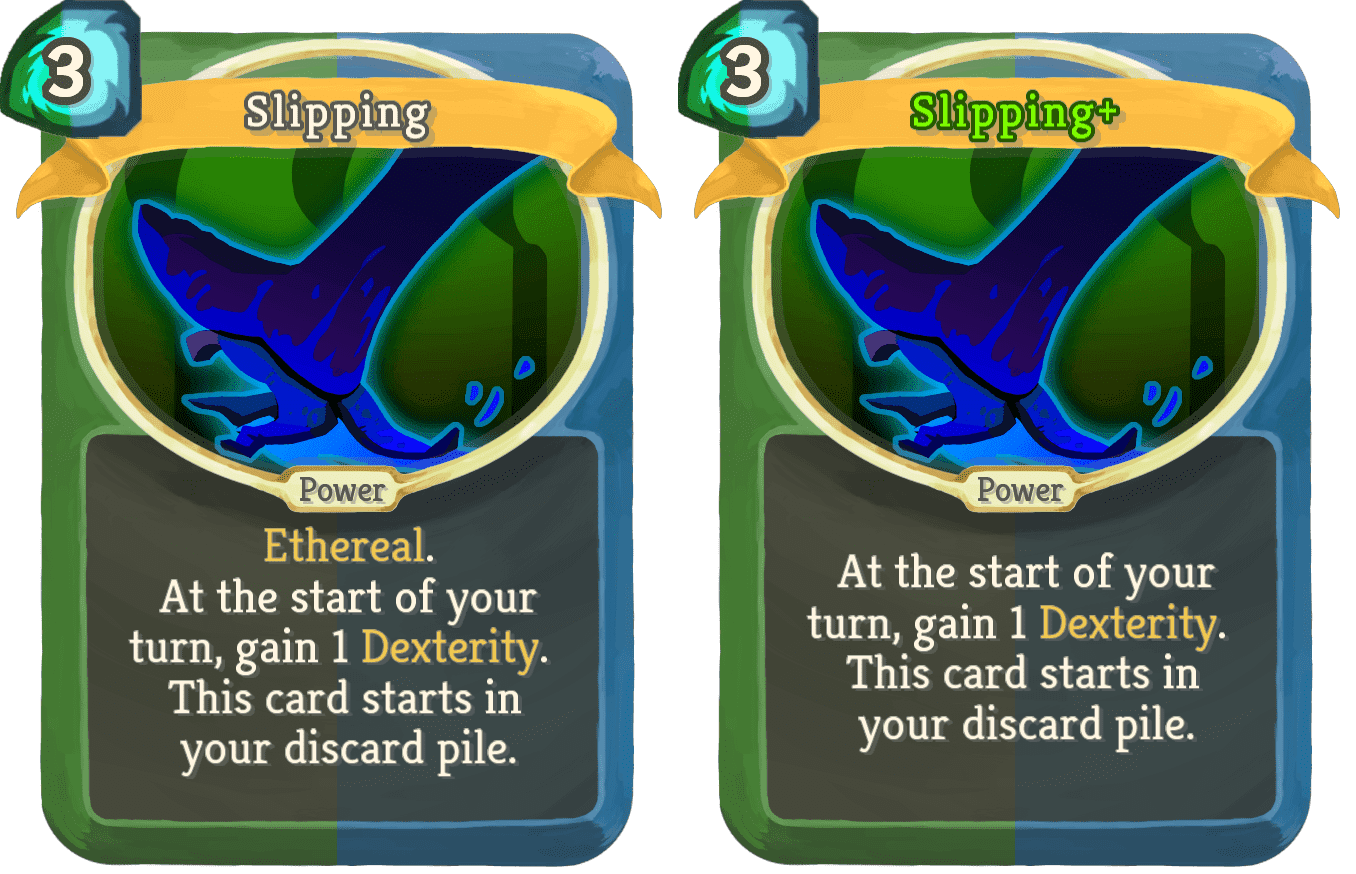 3
Slipping
Power
Ethereal.
At the start of your
turn, gain 1 Dexterity.
This card starts in
your discard pile.
3
Slipping+
Power
At the start of your
turn, gain 1 Dexterity.
This card starts in
your discard pile.